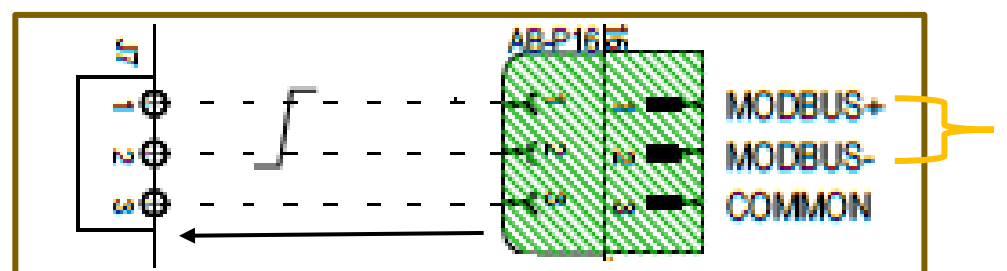 J7
AB-P16
1 1 1 MODBUS+
2 2 2 MODBUS-
3 3 3 COMMON